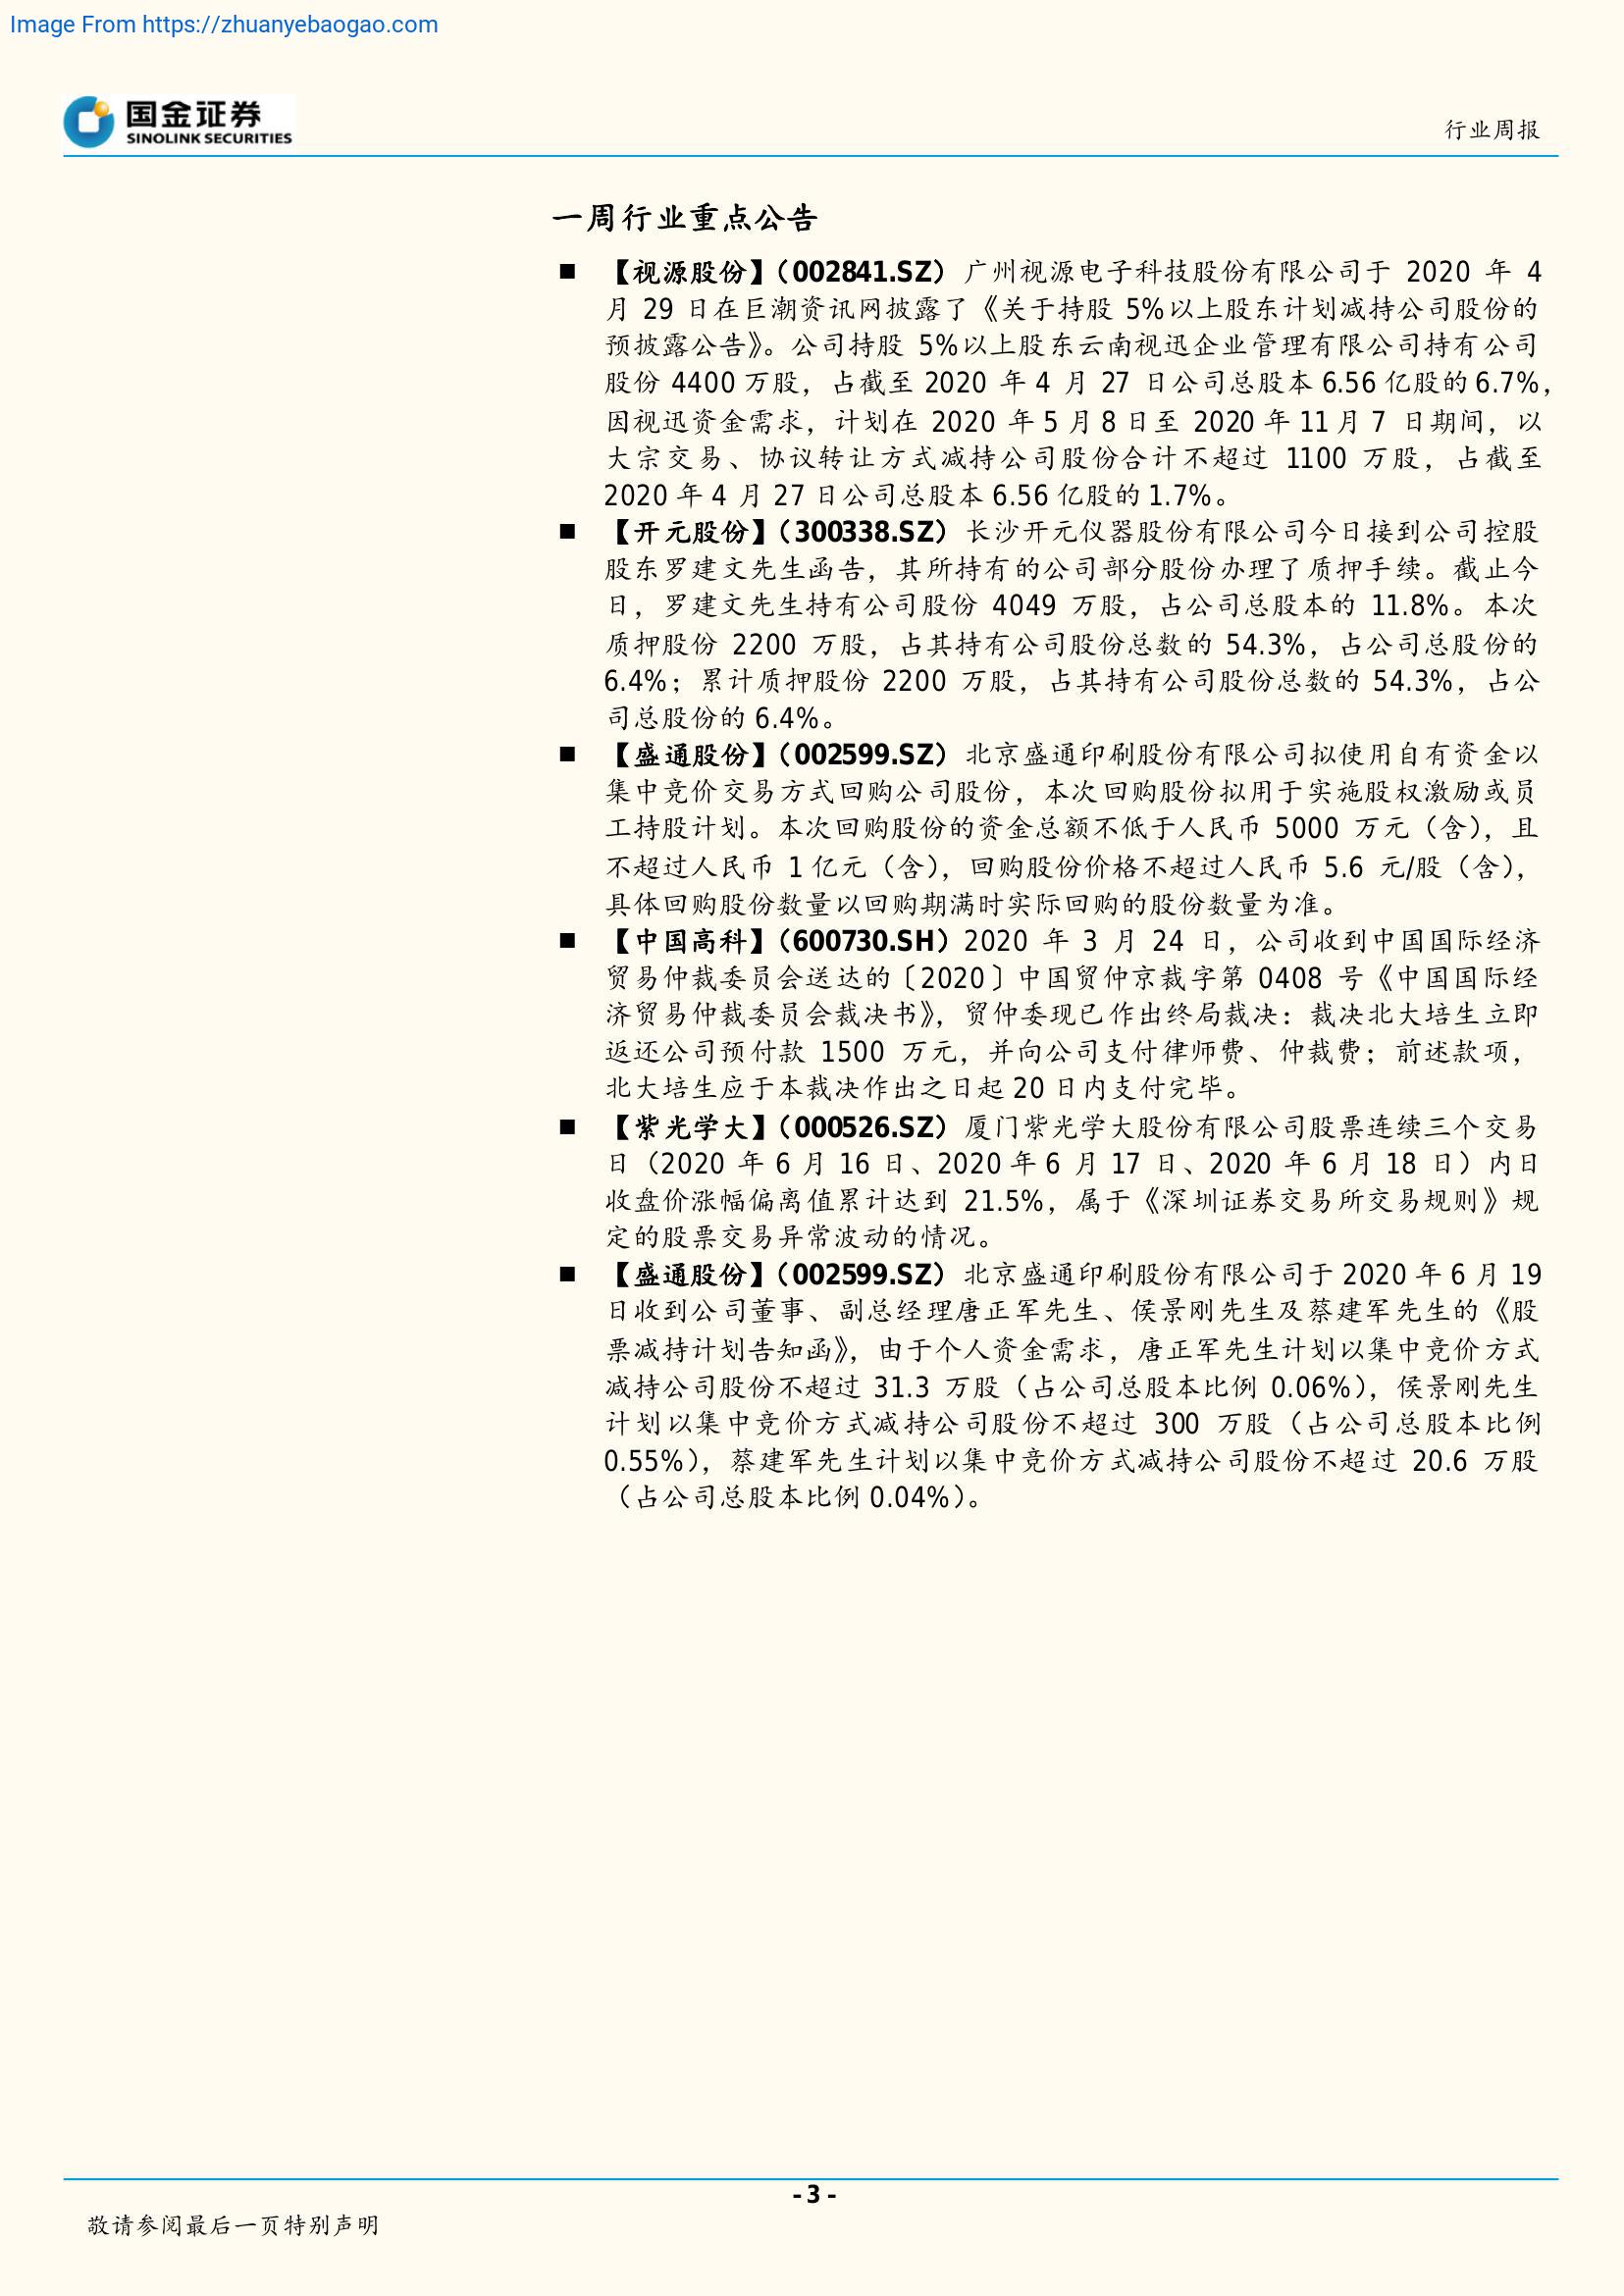 Image From https://zhuanyebaogao.com
国金证券
SINOLINK SECURITIES
行业周报
一周行业重点公告
■ 【视源股份】（002841.SZ）广州视源电子科技股份有限公司于 2020 年 4
月 29 日在巨潮资讯网披露了《关于持股 5%以上股东计划减持公司股份的
预披露公告》。公司持股 5%以上股东云南视迅企业管理有限公司持有公司
股份 4400 万股，占截至 2020 年 4 月 27 日公司总股本 6.56 亿股的 6.7%，
因视迅资金需求，计划在 2020 年 5 月 8 日至 2020 年 11 月 7 日期间，以
大宗交易、协议转让方式减持公司股份合计不超过 1100 万股，占截至
2020 年 4 月 27 日公司总股本 6.56 亿股的 1.7%。
■ 【开元股份】（300338.SZ）长沙开元仪器股份有限公司今日接到公司控股
股东罗建文先生函告，其所持有的公司部分股份办理了质押手续。截止今
日，罗建文先生持有公司股份 4049 万股，占公司总股本的 11.8%。本次
质押股份 2200 万股，占其持有公司股份总数的 54.3%，占公司总股份的
6.4%；累计质押股份 2200 万股，占其持有公司股份总数的 54.3%，占公
司总股份的 6.4%。
■ 【盛通股份】（002599.SZ）北京盛通印刷股份有限公司拟使用自有资金以
集中竞价交易方式回购公司股份，本次回购股份拟用于实施股权激励或员
工持股计划。本次回购股份的资金总额不低于人民币 5000 万元（含），且
不超过人民币 1 亿元（含），回购股份价格不超过人民币 5.6 元/股（含），
具体回购股份数量以回购期满时实际回购的股份数量为准。
■ 【中国高科】（600730.SH）2020 年 3 月 24 日，公司收到中国国际经济
贸易仲裁委员会送达的〔2020〕中国贸仲京裁字第 0408 号《中国国际经
济贸易仲裁委员会裁决书》，贸仲委现已作出终局裁决：裁决北大培生立即
返还公司预付款 1500 万元，并向公司支付律师费、仲裁费；前述款项，
北大培生应于本裁决作出之日起 20 日内支付完毕。
■ 【紫光学大】（000526.SZ）厦门紫光学大股份有限公司股票连续三个交易
日（2020 年 6 月 16 日、2020 年 6 月 17 日、2020 年 6 月 18 日）内日
收盘价涨幅偏离值累计达到 21.5%，属于《深圳证券交易所交易规则》规
定的股票交易异常波动的情况。
■ 【盛通股份】（002599.SZ）北京盛通印刷股份有限公司于 2020 年 6 月 19
日收到公司董事、副总经理唐正军先生、侯景刚先生及蔡建军先生的《股
票减持计划告知函》，由于个人资金需求，唐正军先生计划以集中竞价方式
减持公司股份不超过 31.3 万股（占公司总股本比例 0.06%），侯景刚先生
计划以集中竞价方式减持公司股份不超过 300 万股（占公司总股本比例
0.55%），蔡建军先生计划以集中竞价方式减持公司股份不超过 20.6 万股
（占公司总股本比例 0.04%）。
- 3 -
敬请参阅最后一页特别声明